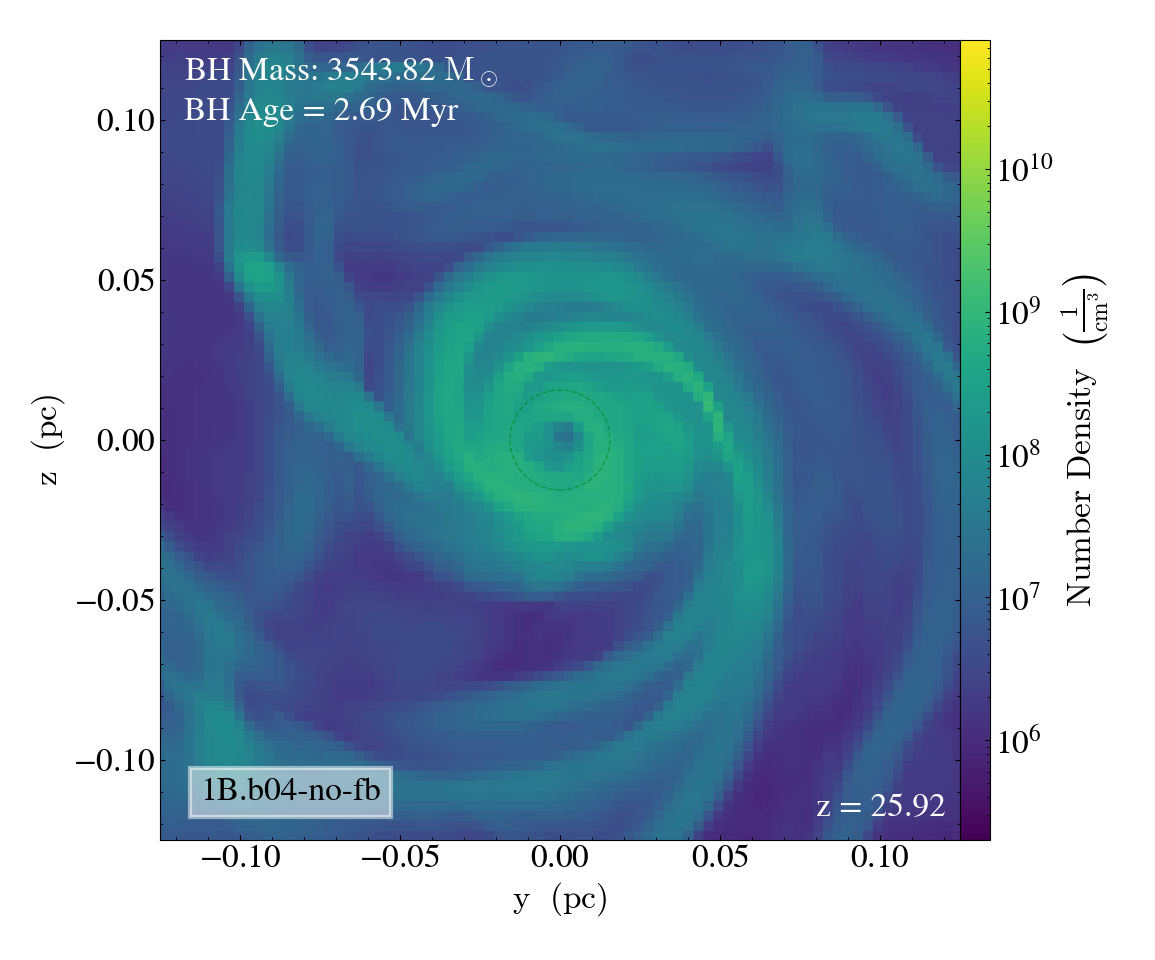 BH Mass: 3543.82 M⊙
BH Age = 2.69 Myr
0.10
0.05
0.00
−0.05
−0.10
z (pc)
1B.b04-no-fb
z = 25.92
−0.10 −0.05 0.00 0.05 0.10
y (pc)
10^10
10^9
10^8
10^7
10^6
Number Density (1/cm^3)